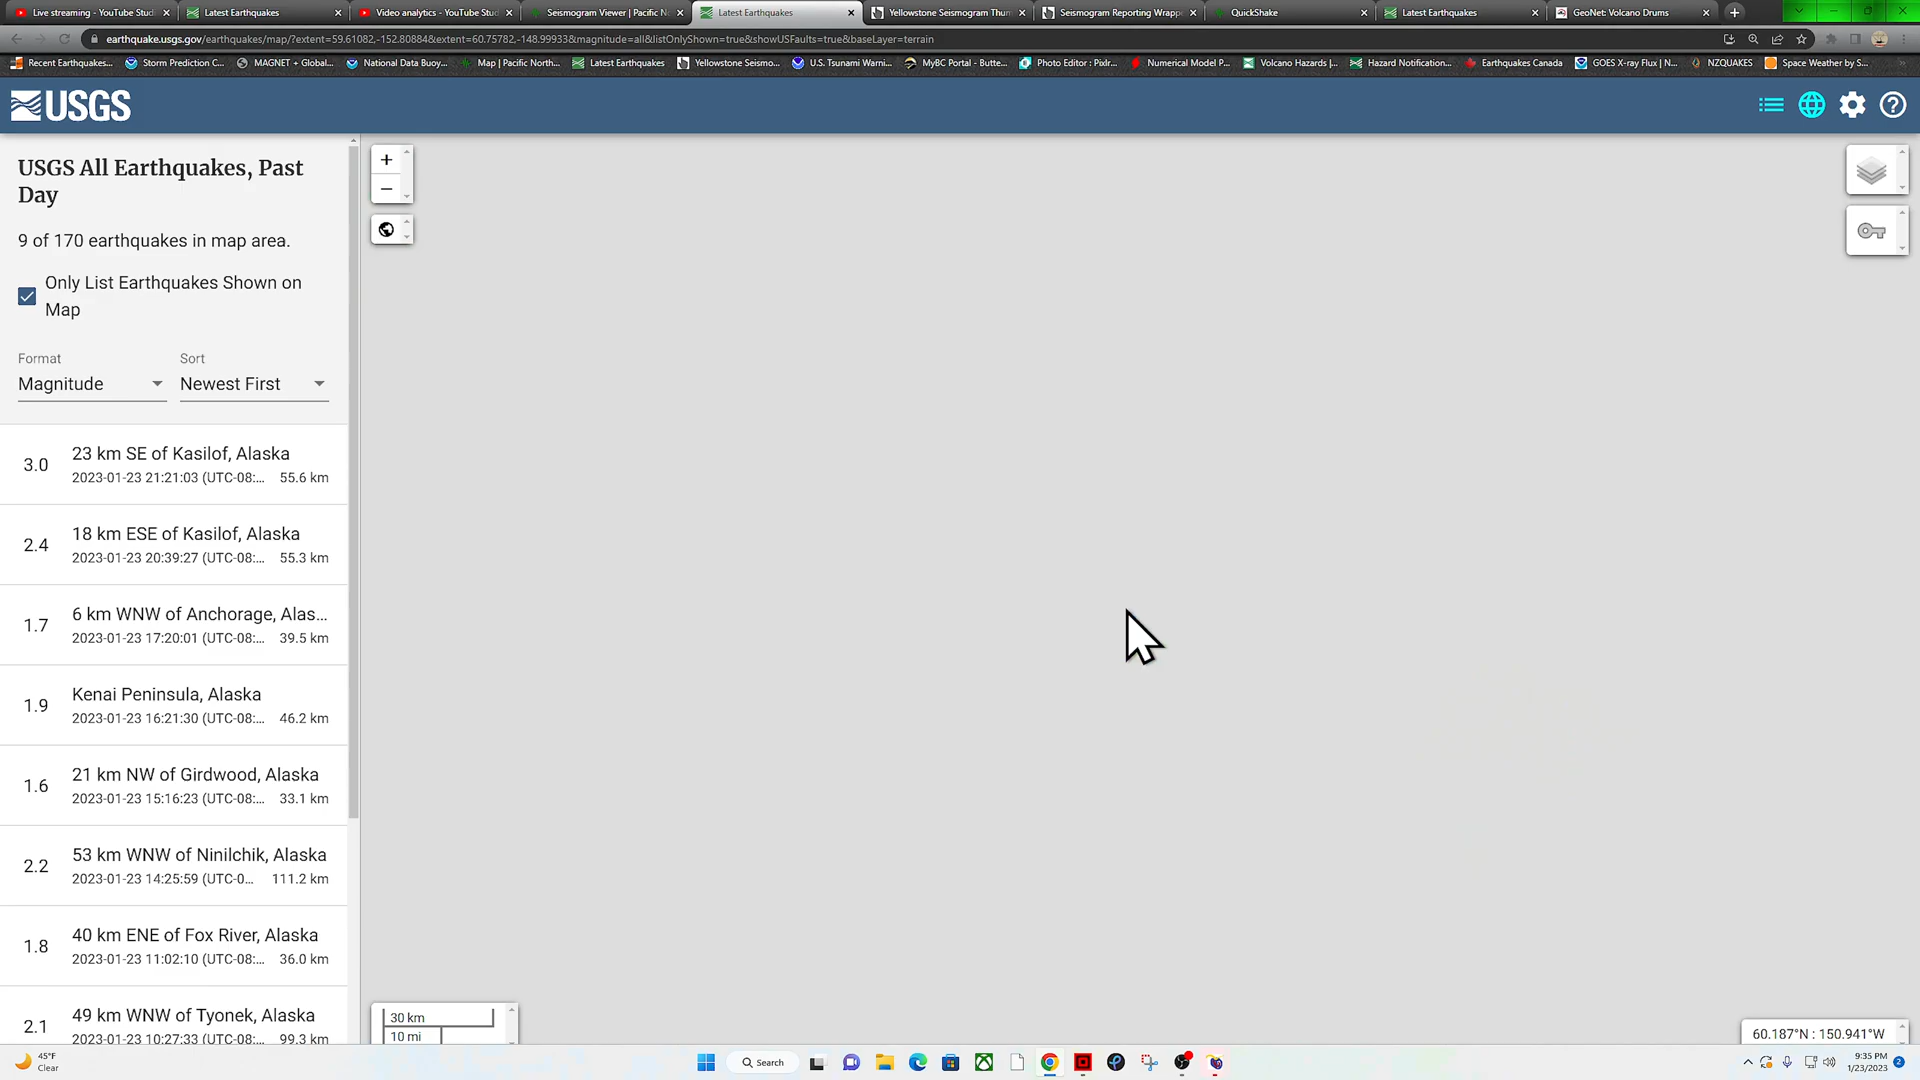 Live streaming - YouTube Stud
Latest Earthquakes
Video analytics - YouTube Stud
Seismogram Viewer | Pacific N
Latest Earthquakes
Yellowstone Seismogram Thum
Seismogram Reporting Wrapp
QuickShake
Latest Earthquakes
GeoNet: Volcano Drums
earthquake.usgs.gov/earthquakes/map/?extent=59.61082,-152.80884&extent=60.75782,-148.99933&magnitude=all&listOnlyShown=true&showUSFaults=true&baseLayer=terrain
Recent Earthquakes...
Storm Prediction C...
MAGNET + Global...
National Data Buoy...
Map | Pacific North...
Latest Earthquakes
Yellowstone Seismo...
U.S. Tsunami Warni...
MyBC Portal - Butte...
Photo Editor : Pixlr...
Numerical Model P...
Volcano Hazards |...
Hazard Notification...
Earthquakes Canada
GOES X-ray Flux | N...
NZQUAKES
Space Weather by S...
USGS
USGS All Earthquakes, Past
Day
9 of 170 earthquakes in map area.
Only List Earthquakes Shown on
Map
Format
Sort
Magnitude
Newest First
3.0
23 km SE of Kasilof, Alaska
2023-01-23 21:21:03 (UTC-08:... 55.6 km
2.4
18 km ESE of Kasilof, Alaska
2023-01-23 20:39:27 (UTC-08:... 55.3 km
1.7
6 km WNW of Anchorage, Alas...
2023-01-23 17:20:01 (UTC-08:... 39.5 km
1.9
Kenai Peninsula, Alaska
2023-01-23 16:21:30 (UTC-08:... 46.2 km
1.6
21 km NW of Girdwood, Alaska
2023-01-23 15:16:23 (UTC-08:... 33.1 km
2.2
53 km WNW of Ninilchik, Alaska
2023-01-23 14:25:59 (UTC-0... 111.2 km
1.8
40 km ENE of Fox River, Alaska
2023-01-23 11:02:10 (UTC-08:... 36.0 km
2.1
49 km WNW of Tyonek, Alaska
2023-01-23 10:27:33 (UTC-08:... 99.3 km
+
−
30 km
10 mi
60.187°N : 150.941°W
45°F
Clear
Search
9:35 PM
1/23/2023
2